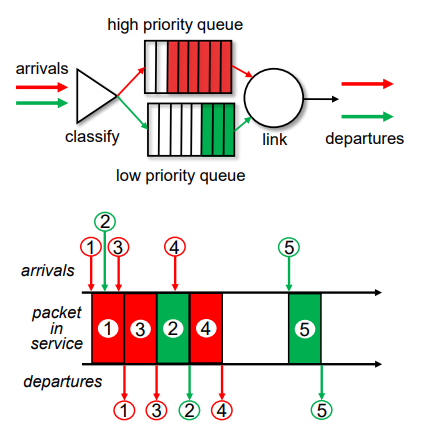 high priority queue
arrivals
classify
low priority queue
link
departures
2
1 3 4 5
arrivals
packet
in
service
1 3 2 4 5
departures
1 3 2 4 5